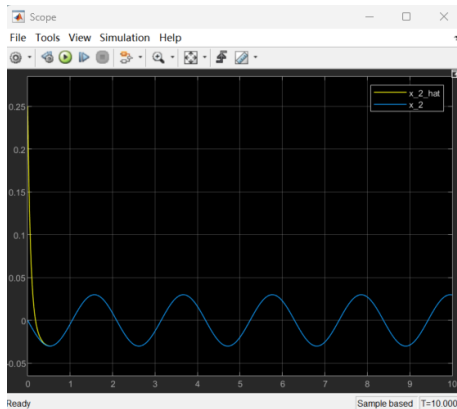 Scope
File Tools View Simulation Help
x_2_hat
x_2
0.25
0.2
0.15
0.1
0.05
0
-0.05
0 1 2 3 4 5 6 7 8 9 10
Ready Sample based T=10.000